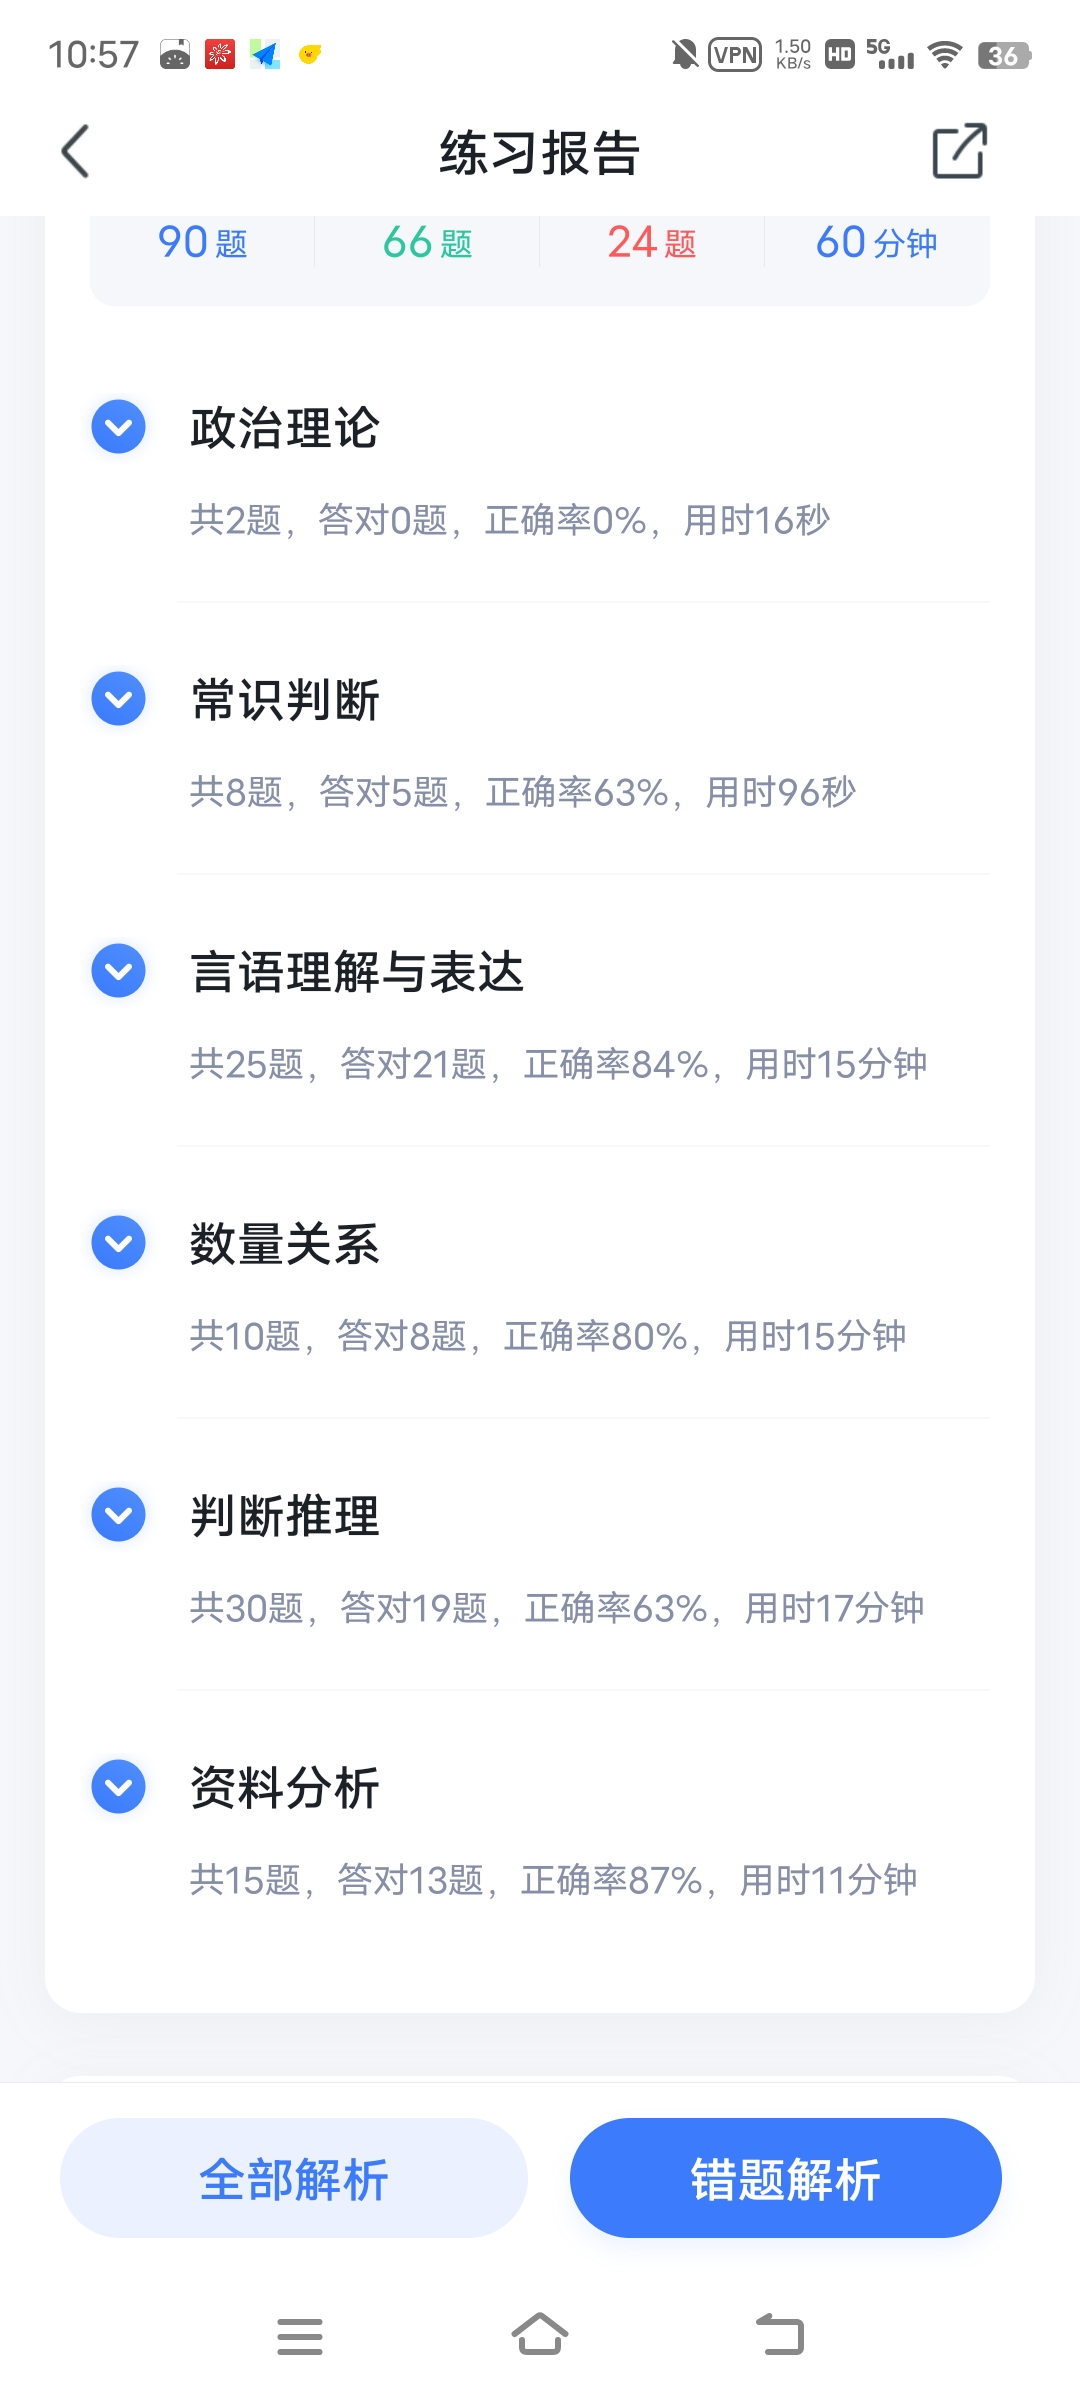 10:57
VPN
1.50
KB/s
HD
5G
36
练习报告
90题
66题
24题
60分钟
政治理论
共2题，答对0题，正确率0%，用时16秒
常识判断
共8题，答对5题，正确率63%，用时96秒
言语理解与表达
共25题，答对21题，正确率84%，用时15分钟
数量关系
共10题，答对8题，正确率80%，用时15分钟
判断推理
共30题，答对19题，正确率63%，用时17分钟
资料分析
共15题，答对13题，正确率87%，用时11分钟
全部解析
错题解析